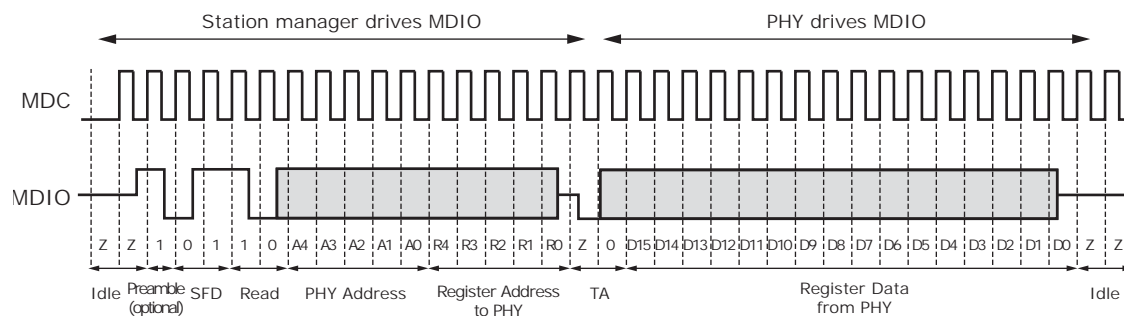 Station manager drives MDIO PHY drives MDIO
MDC
MDIO
Z Z 1 0 1 1 0 A4 A3 A2 A1 A0 R4 R3 R2 R1 R0 Z 0 D15 D14 D13 D12 D11 D10 D9 D8 D7 D6 D5 D4 D3 D2 D1 D0 Z Z
Idle Preamble SFD Read PHY Address Register Address TA Register Data Idle
(optional) to PHY from PHY